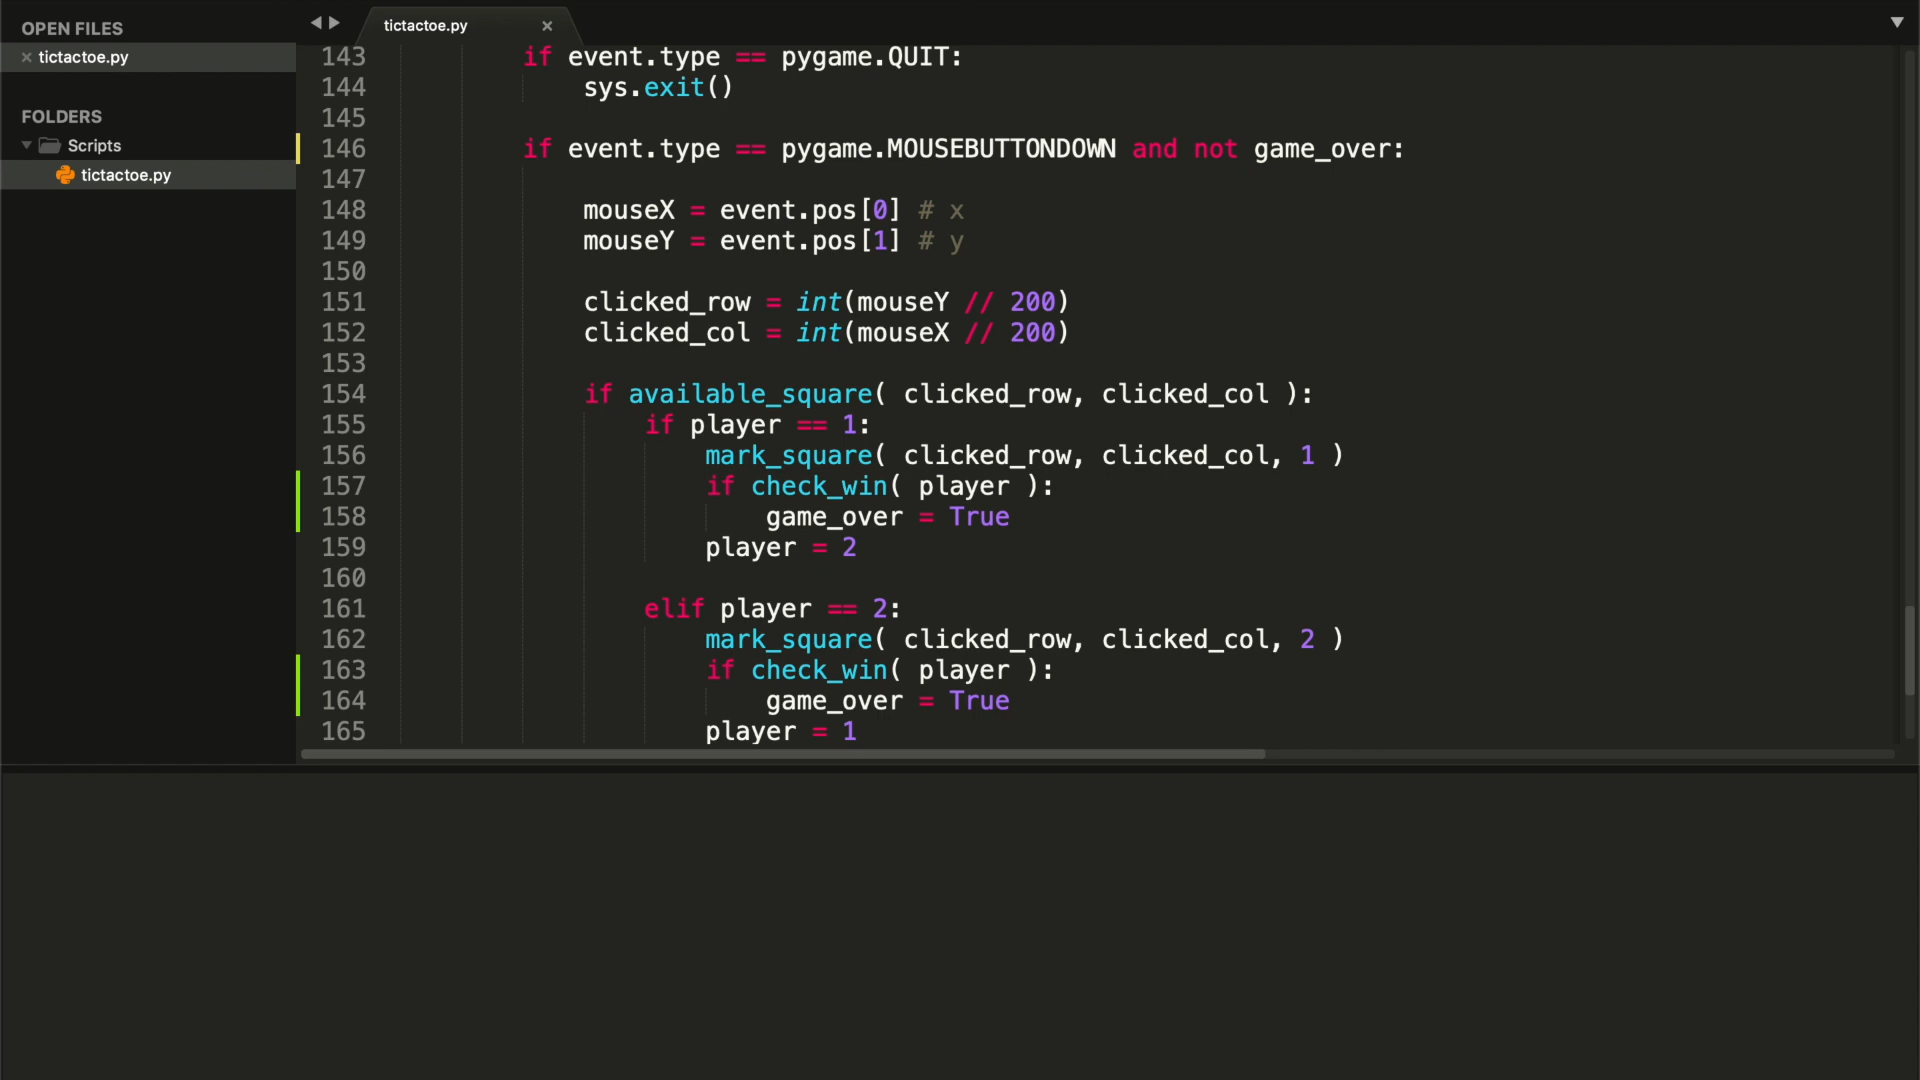 OPEN FILES
× tictactoe.py
FOLDERS
Scripts
tictactoe.py
tictactoe.py ×
143 if event.type == pygame.QUIT:
144 sys.exit()
145
146 if event.type == pygame.MOUSEBUTTONDOWN and not game_over:
147
148 mouseX = event.pos[0] # x
149 mouseY = event.pos[1] # y
150
151 clicked_row = int(mouseY // 200)
152 clicked_col = int(mouseX // 200)
153
154 if available_square( clicked_row, clicked_col ):
155 if player == 1:
156 mark_square( clicked_row, clicked_col, 1 )
157 if check_win( player ):
158 game_over = True
159 player = 2
160
161 elif player == 2:
162 mark_square( clicked_row, clicked_col, 2 )
163 if check_win( player ):
164 game_over = True
165 player = 1